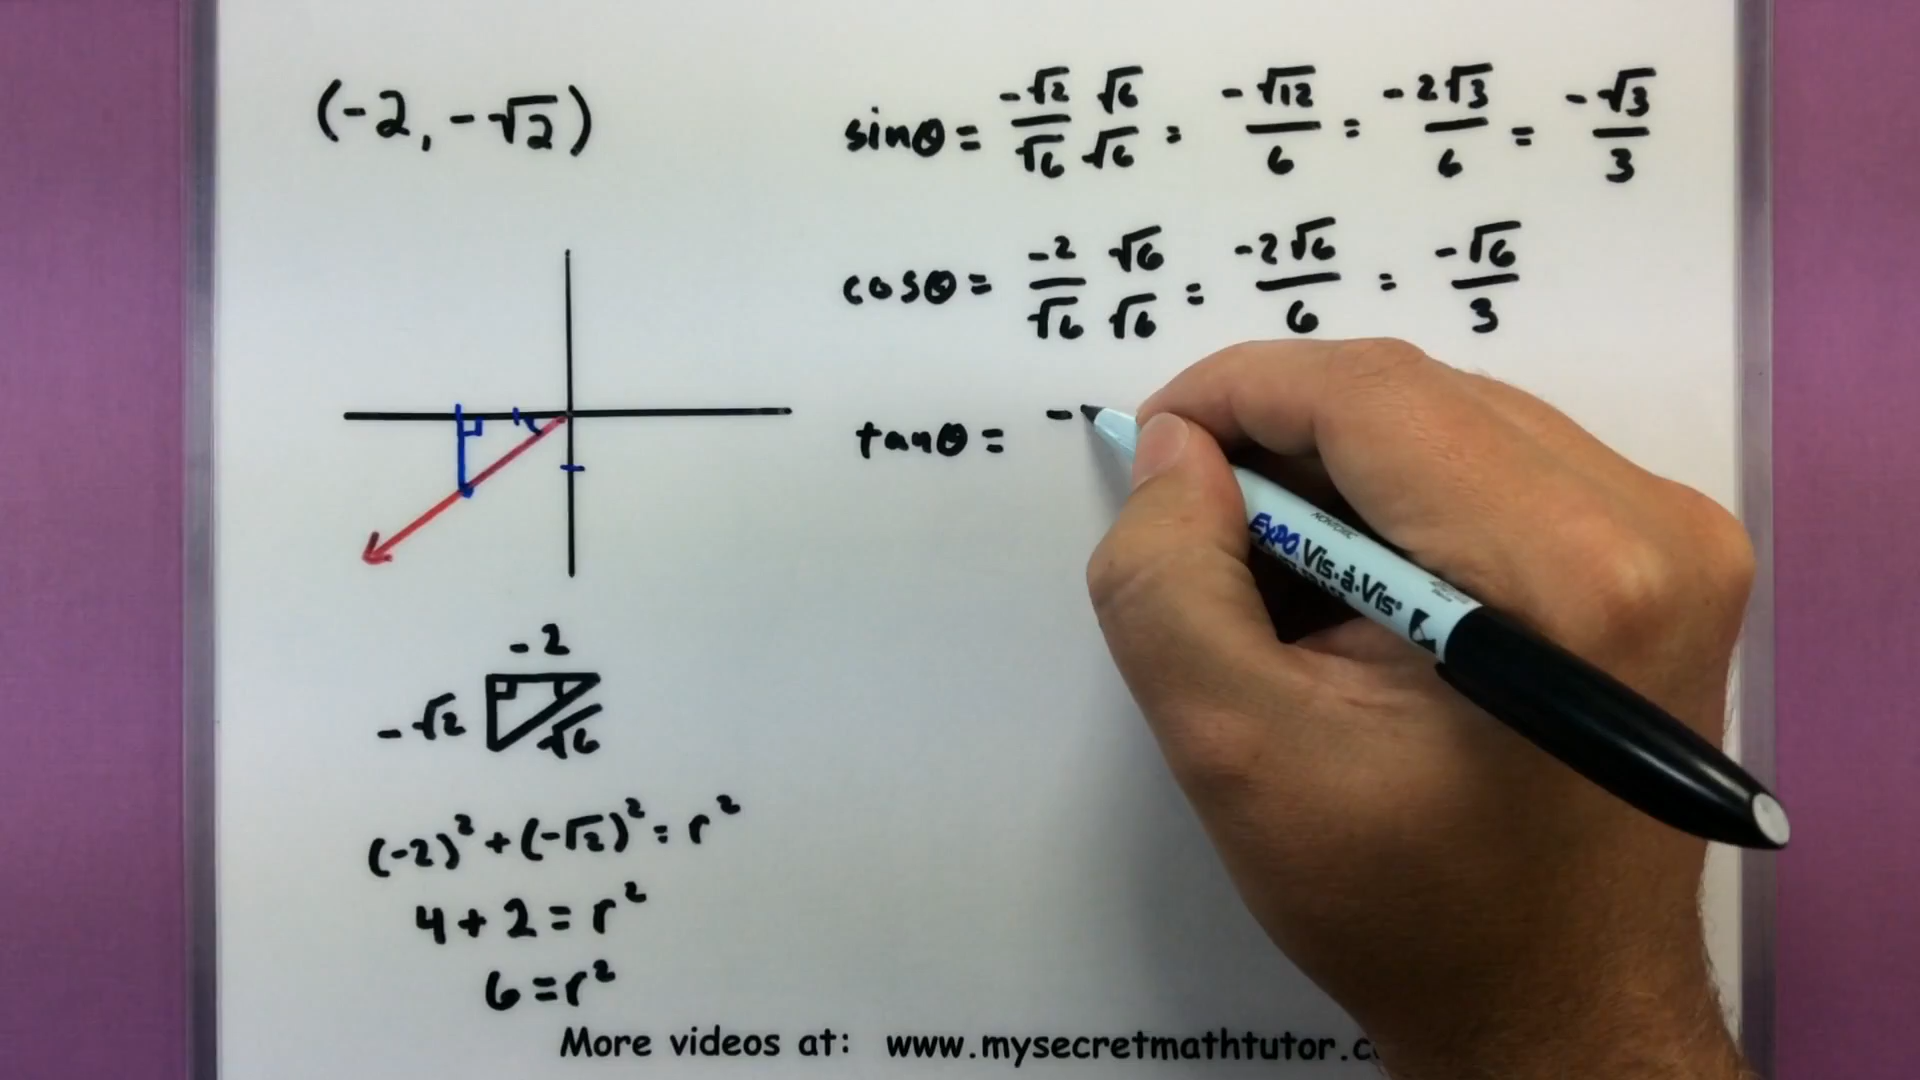 (-2, -√2)
sinθ = -√2/√6 √6/√6 = -√12/6 = -2√3/6 = -√3/3
cosθ = -2/√6 √6/√6 = -2√6/6 = -√6/3
tanθ = -
-2
-√2
√6
(-2)² + (-√2)² = r²
4 + 2 = r²
6 = r²
EXPO Vis·à·Vis®
More videos at: www.mysecretmathtutor.c